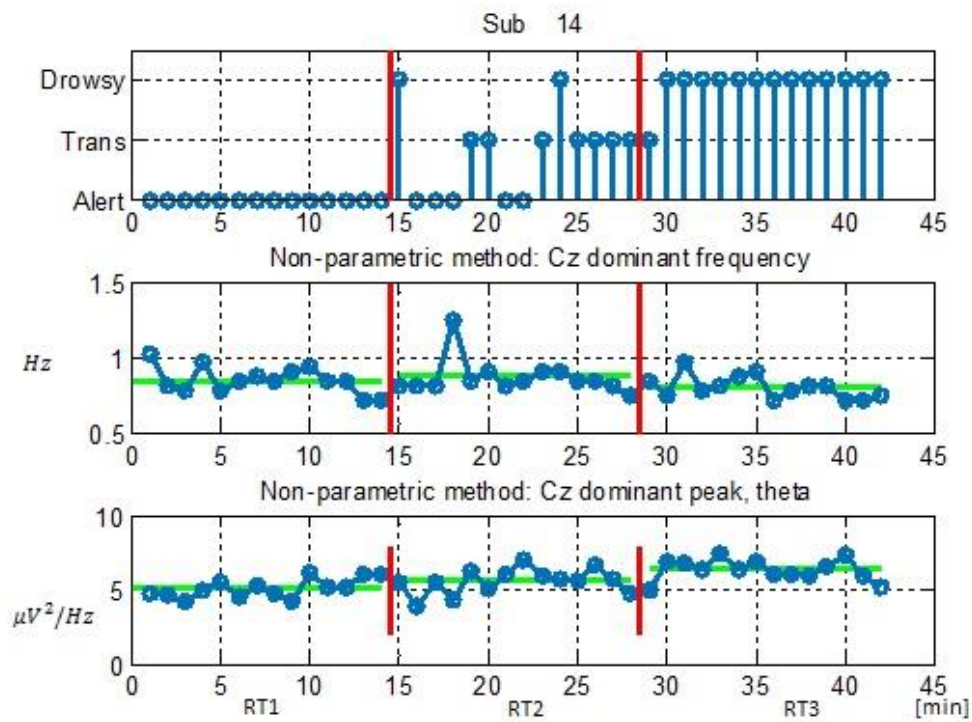 Sub 14
Drowsy
Trans
Alert
0 5 10 15 20 25 30 35 40 45
Non-parametric method: Cz dominant frequency
1.5
Hz
1
0.5
0 5 10 15 20 25 30 35 40 45
Non-parametric method: Cz dominant peak, theta
10
5
μV²/Hz
0
0 5 10 15 20 25 30 35 40 45
RT1 RT2 RT3 [min]